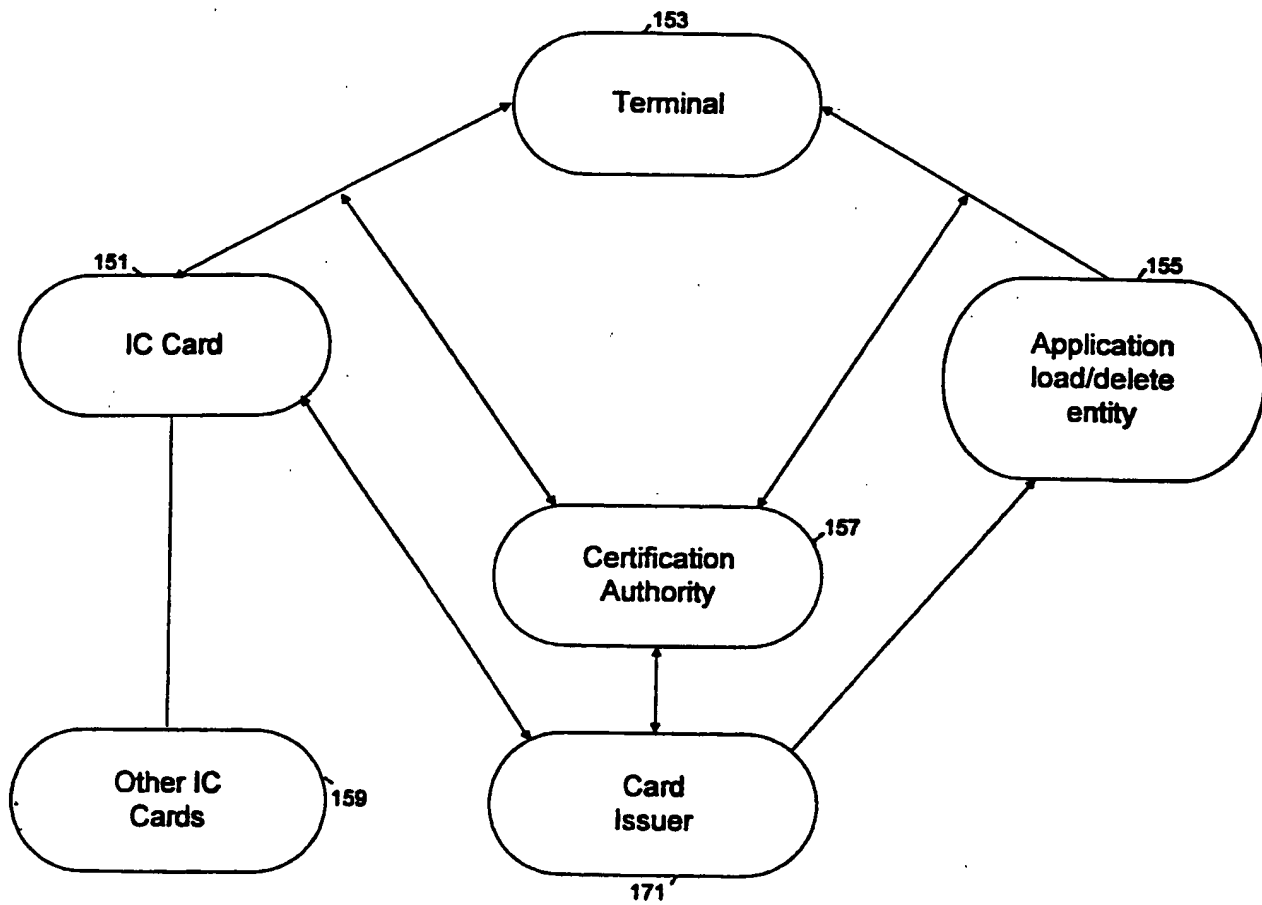 153
Terminal
151
IC Card
155
Application
load/delete
entity
157
Certification
Authority
Other IC
Cards
159
Card
Issuer
171